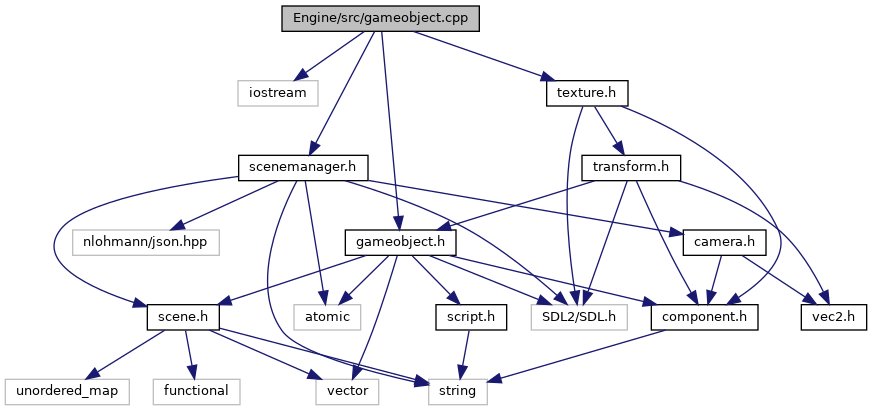 Engine/src/gameobject.cpp
iostream
texture.h
scenemanager.h
transform.h
nlohmann/json.hpp
gameobject.h
camera.h
scene.h
atomic
script.h
SDL2/SDL.h
component.h
vec2.h
unordered_map
functional
vector
string